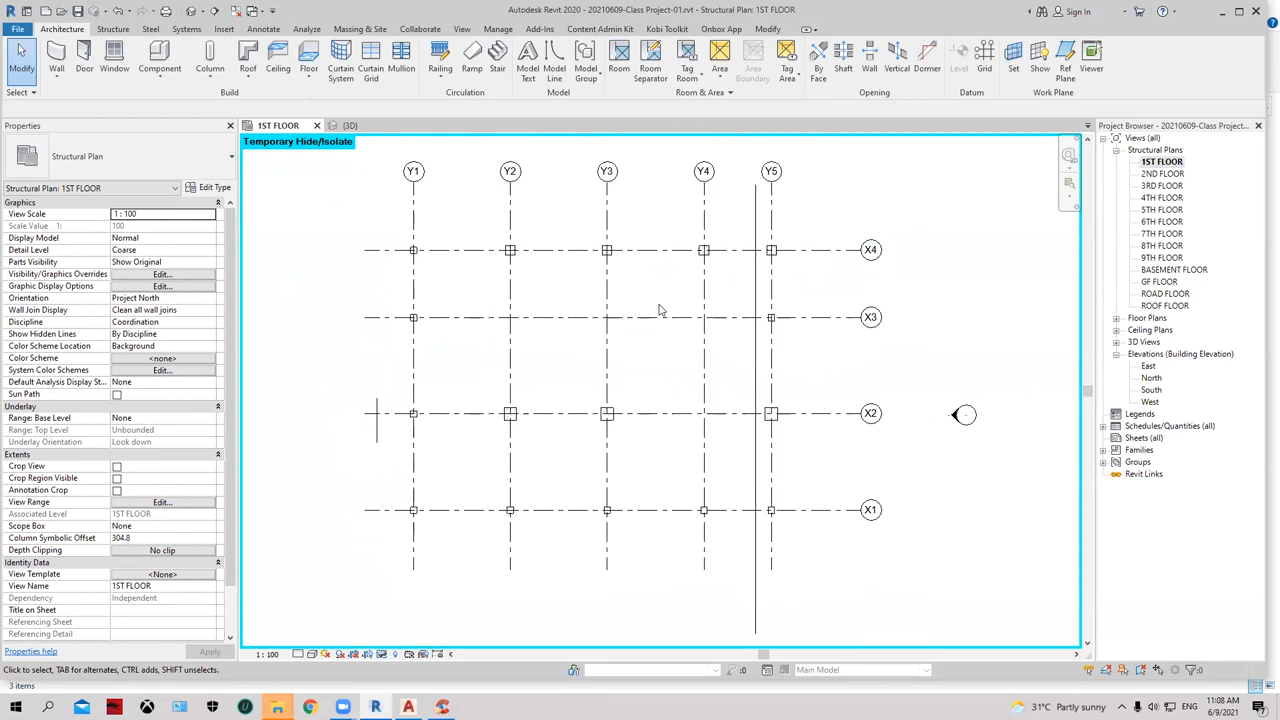 Autodesk Revit 2020 - 20210609-Class Project-01.rvt - Structural Plan: 1ST FLOOR
Sign In
File Architecture Structure Steel Systems Insert Annotate Analyze Massing & Site Collaborate View Manage Add-Ins Content Admin Kit Kobi Toolkit Onbox App Modify
Modify Wall Door Window Component Column Roof Ceiling Floor Curtain System Curtain Grid Mullion Railing Ramp Stair Model Text Model Line Model Group Room Room Separator Tag Room Area Area Boundary Tag Area By Face Shaft Wall Vertical Dormer Level Grid Set Show Ref Plane Viewer
Select Build Circulation Model Room & Area Opening Datum Work Plane
Properties
Structural Plan
Structural Plan: 1ST FLOOR Edit Type
Graphics
View Scale 1 : 100
Scale Value 1: 100
Display Model Normal
Detail Level Coarse
Parts Visibility Show Original
Visibility/Graphics Overrides Edit...
Graphic Display Options Edit...
Orientation Project North
Wall Join Display Clean all wall joins
Discipline Coordination
Show Hidden Lines By Discipline
Color Scheme Location Background
Color Scheme <none>
System Color Schemes Edit...
Default Analysis Display St... None
Sun Path
Underlay
Range: Base Level None
Range: Top Level Unbounded
Underlay Orientation Look down
Extents
Crop View
Crop Region Visible
Annotation Crop
View Range Edit...
Associated Level 1ST FLOOR
Scope Box None
Column Symbolic Offset 304.8
Depth Clipping No clip
Identity Data
View Template <None>
View Name 1ST FLOOR
Dependency Independent
Title on Sheet
Referencing Sheet
Referencing Detail
Properties help Apply
1ST FLOOR {3D}
Temporary Hide/Isolate
Y1 Y2 Y3 Y4 Y5
X4
X3
X2
X1
1 : 100
Project Browser - 20210609-Class Project...
Views (all)
Structural Plans
1ST FLOOR
2ND FLOOR
3RD FLOOR
4TH FLOOR
5TH FLOOR
6TH FLOOR
7TH FLOOR
8TH FLOOR
9TH FLOOR
BASEMENT FLOOR
GF FLOOR
ROAD FLOOR
ROOF FLOOR
Floor Plans
Ceiling Plans
3D Views
Elevations (Building Elevation)
East
North
South
West
Legends
Schedules/Quantities (all)
Sheets (all)
Families
Groups
Revit Links
Click to select, TAB for alternates, CTRL adds, SHIFT unselects. :0 Main Model :0
3 items
31°C Partly sunny ENG 11:08 AM
6/9/2021